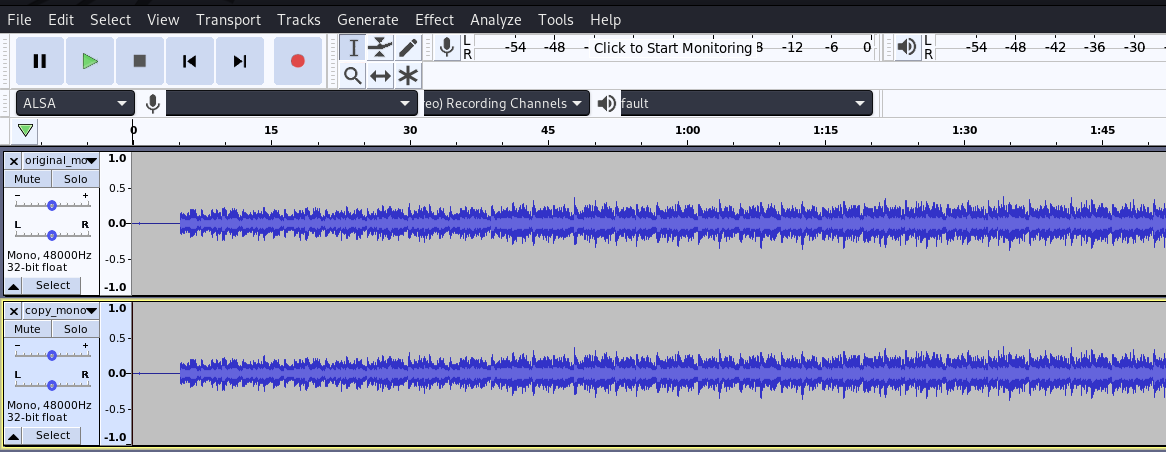 File Edit Select View Transport Tracks Generate Effect Analyze Tools Help
L R -54 -48 - Click to Start Monitoring 8 -12 -6 0 L R -54 -48 -42 -36 -30
ALSA eo) Recording Channels fault
0 15 30 45 1:00 1:15 1:30 1:45
original_mo 1.0
Mute Solo 0.5
- +
L R 0.0
Mono, 48000Hz -0.5
32-bit float
Select -1.0
copy_mono 1.0
Mute Solo 0.5
- +
L R 0.0
Mono, 48000Hz -0.5
32-bit float
Select -1.0